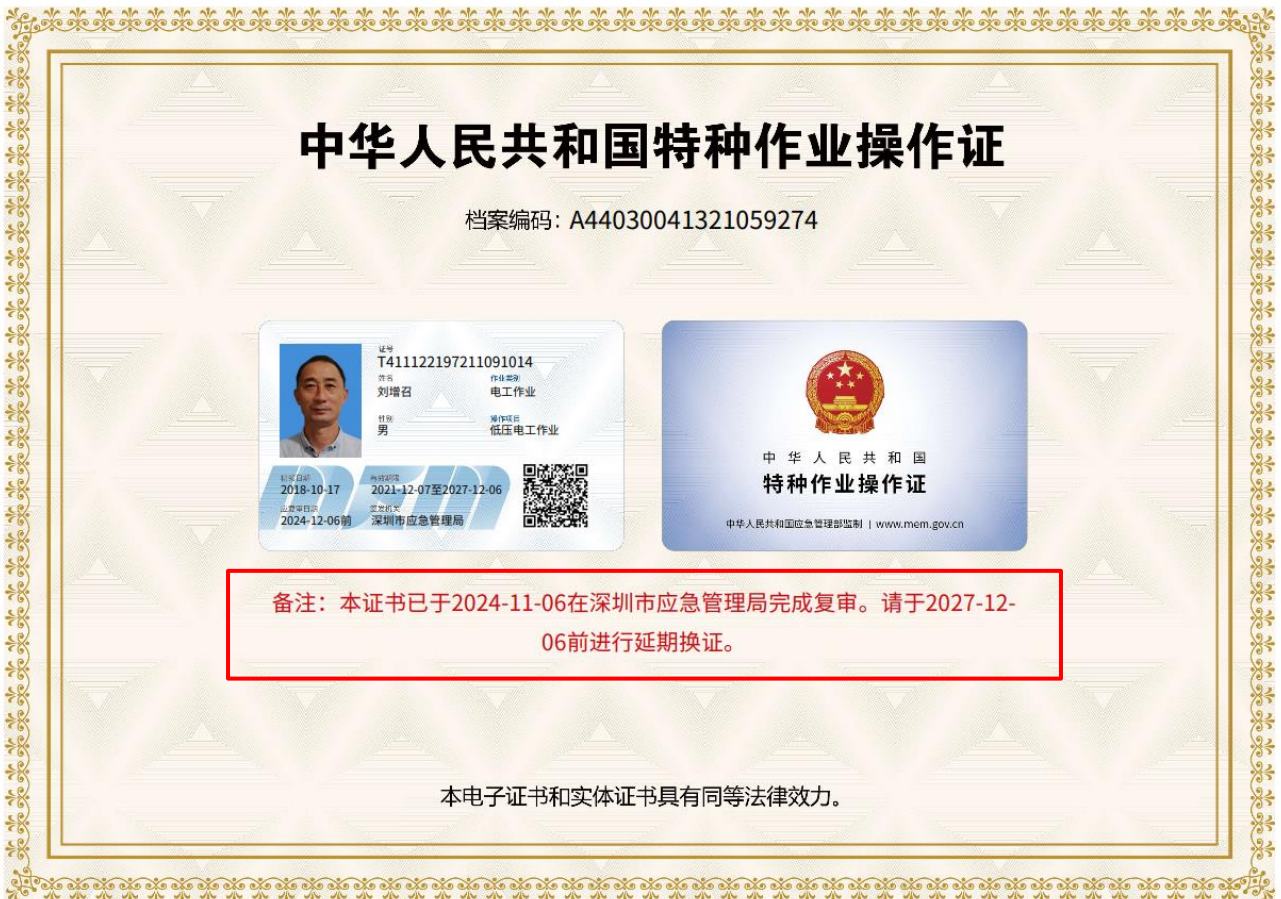 中华人民共和国特种作业操作证
档案编码：A44030041321059274
证号
T411122197211091014
姓名
刘增召
作业类别
电工作业
性别
男
操作项目
低压电工作业
初领日期
2018-10-17
有效期限
2021-12-07至2027-12-06
应复审日期
2024-12-06前
签发机关
深圳市应急管理局
中华人民共和国
特种作业操作证
中华人民共和国应急管理部监制 | www.mem.gov.cn
备注：本证书已于2024-11-06在深圳市应急管理局完成复审。请于2027-12-
06前进行延期换证。
本电子证书和实体证书具有同等法律效力。